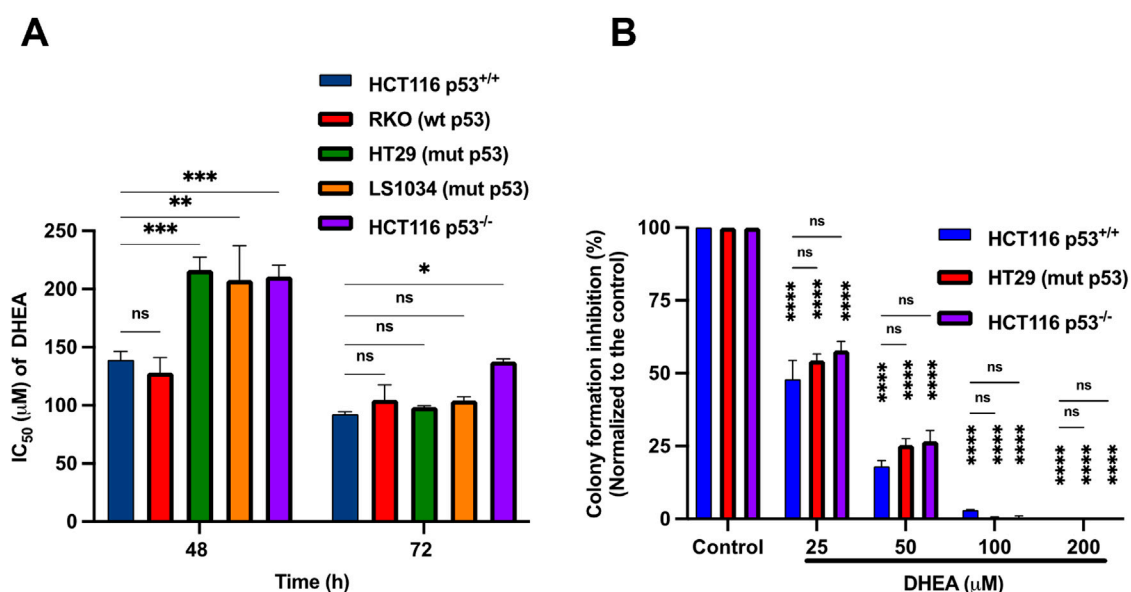 A
HCT116 p53+/+
RKO (wt p53)
HT29 (mut p53)
LS1034 (mut p53)
HCT116 p53-/-
***
**
***
ns
*
ns
ns
ns
250
200
150
100
50
0
IC50 (μM) of DHEA
48
72
Time (h)
B
HCT116 p53+/+
HT29 (mut p53)
HCT116 p53-/-
Colony formation inhibition (%)
(Normalized to the control)
100
75
50
25
0
ns
ns
****
****
****
ns
ns
****
****
****
ns
ns
****
****
****
ns
ns
****
****
****
Control
25
50
100
200
DHEA (μM)